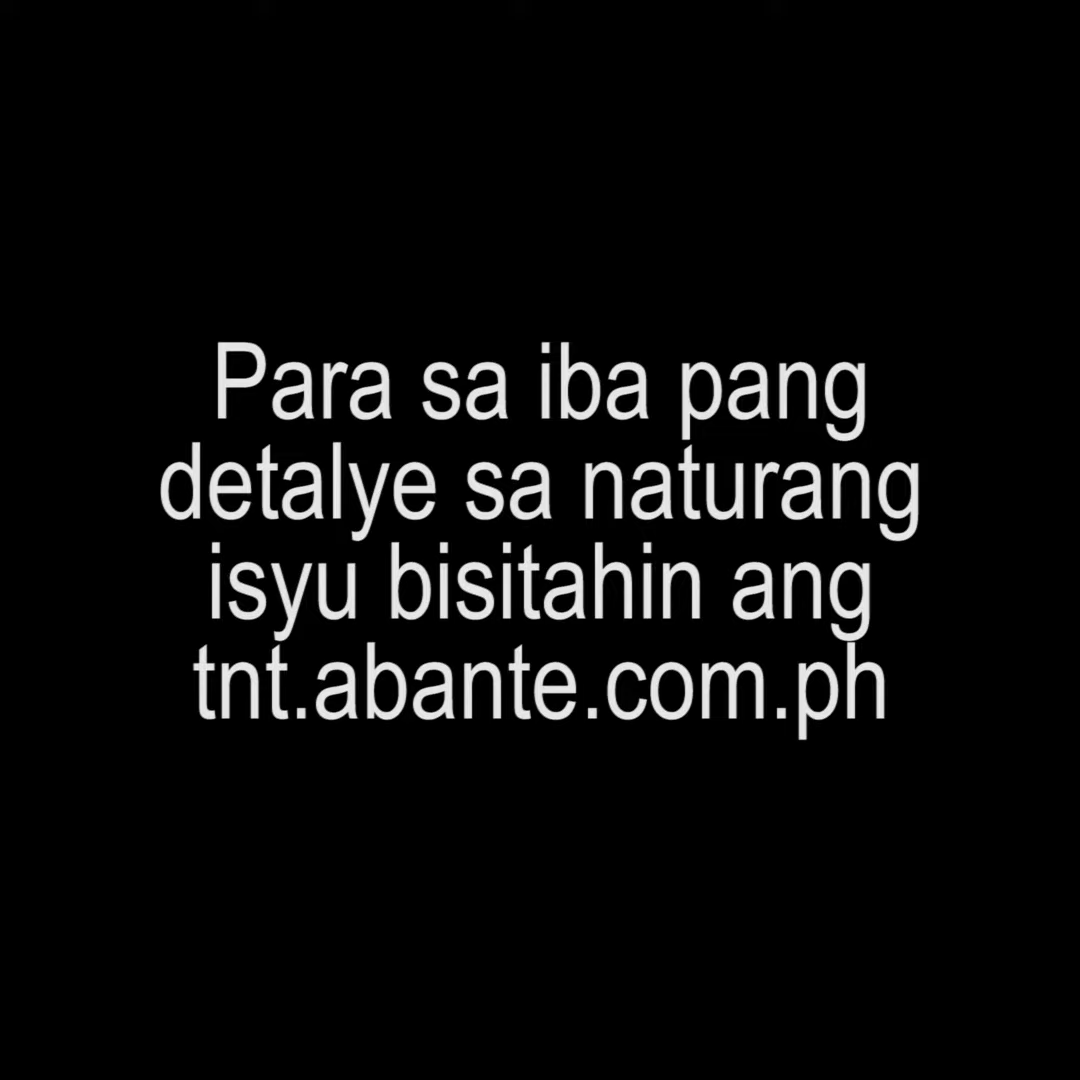 Para sa iba pang
detalye sa naturang
isyu bisitahin ang
tnt.abante.com.ph